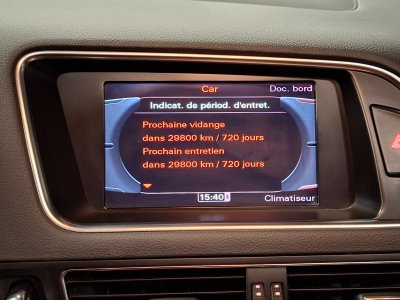 Car
Doc. bord
Indicat. de périod. d'entret.
Prochaine vidange
dans 29800 km / 720 jours
Prochain entretien
dans 29800 km / 720 jours
15:40
Climatiseur